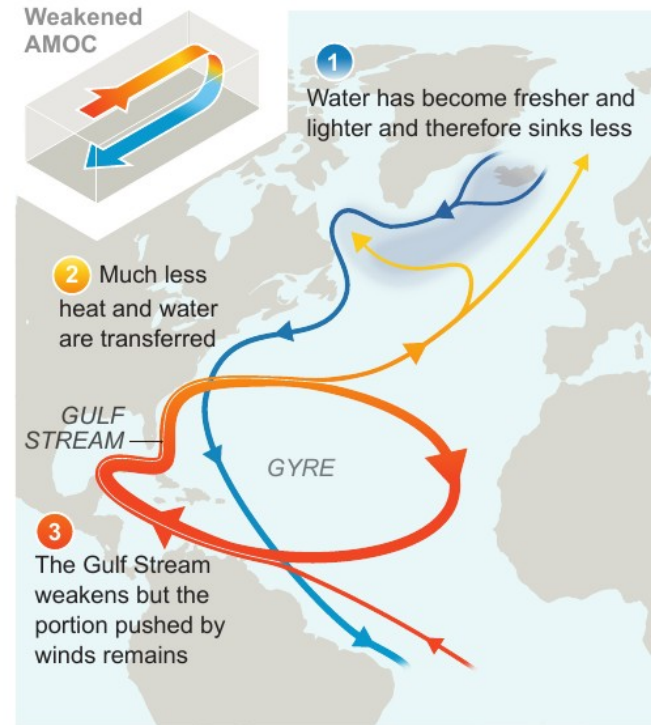 Weakened
AMOC
1
Water has become fresher and
lighter and therefore sinks less
2 Much less
heat and water
are transferred
GULF
STREAM
GYRE
3
The Gulf Stream
weakens but the
portion pushed by
winds remains